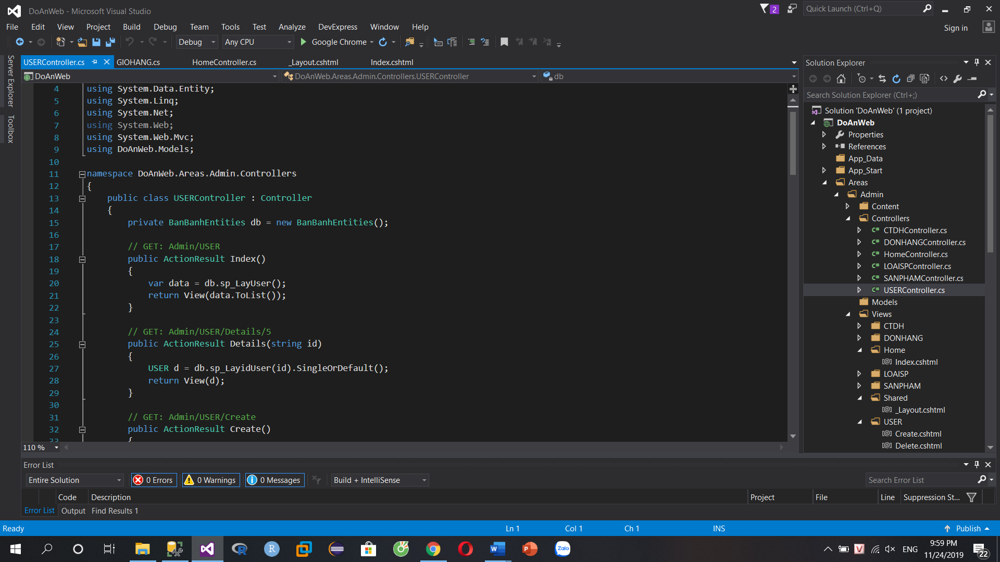 DoAnWeb - Microsoft Visual Studio
2
Quick Launch (Ctrl+Q)
File Edit View Project Build Debug Team Tools Test Analyze DevExpress Window Help
Sign in
Debug Any CPU Google Chrome
Server Explorer
Toolbox
USERController.cs GIOHANG.cs HomeController.cs _Layout.cshtml Index.cshtml
DoAnWeb DoAnWeb.Areas.Admin.Controllers.USERController db
4 using System.Data.Entity;
5 using System.Linq;
6 using System.Net;
7 using System.Web;
8 using System.Web.Mvc;
9 using DoAnWeb.Models;
10
11 namespace DoAnWeb.Areas.Admin.Controllers
12 {
13 public class USERController : Controller
14 {
15 private BanBanhEntities db = new BanBanhEntities();
16
17 // GET: Admin/USER
18 public ActionResult Index()
19 {
20 var data = db.sp_LayUser();
21 return View(data.ToList());
22 }
23
24 // GET: Admin/USER/Details/5
25 public ActionResult Details(string id)
26 {
27 USER d = db.sp_LayidUser(id).SingleOrDefault();
28 return View(d);
29 }
30
31 // GET: Admin/USER/Create
32 public ActionResult Create()
33 {
110 %
Solution Explorer
Search Solution Explorer (Ctrl+;)
Solution 'DoAnWeb' (1 project)
DoAnWeb
Properties
References
App_Data
App_Start
Areas
Admin
Content
Controllers
CTDHController.cs
DONHANGController.cs
HomeController.cs
LOAISPController.cs
SANPHAMController.cs
USERController.cs
Models
Views
CTDH
DONHANG
Home
Index.cshtml
LOAISP
SANPHAM
Shared
_Layout.cshtml
USER
Create.cshtml
Delete.cshtml
Error List
Entire Solution 0 Errors 0 Warnings 0 Messages Build + IntelliSense
Search Error List
Code Description Project File Line Suppression St...
Error List Output Find Results 1
Ready Ln 1 Col 1 Ch 1 INS Publish
Zalo
ENG
9:59 PM
11/24/2019
22